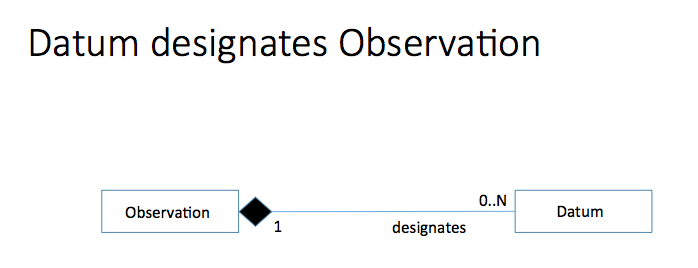 Datum designates Observation
0..N
Observation
Datum
1
designates